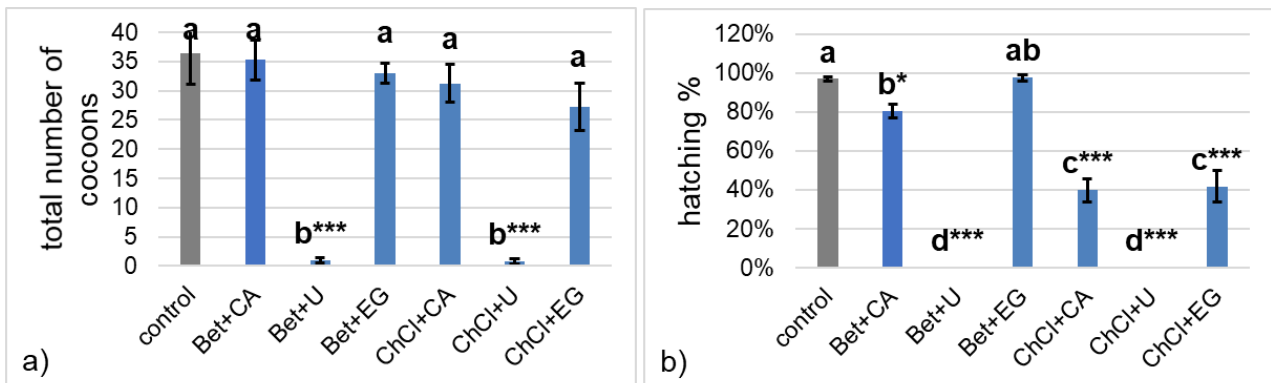 total number of
cocoons
40
35
30
25
20
15
10
5
0
a
a
b***
a
a
b***
a
control
Bet+CA
Bet+U
Bet+EG
ChCl+CA
ChCl+U
ChCl+EG
a)
hatching %
120%
100%
80%
60%
40%
20%
0%
a
b*
d***
ab
c***
d***
c***
control
Bet+CA
Bet+U
Bet+EG
ChCl+CA
ChCl+U
ChCl+EG
b)